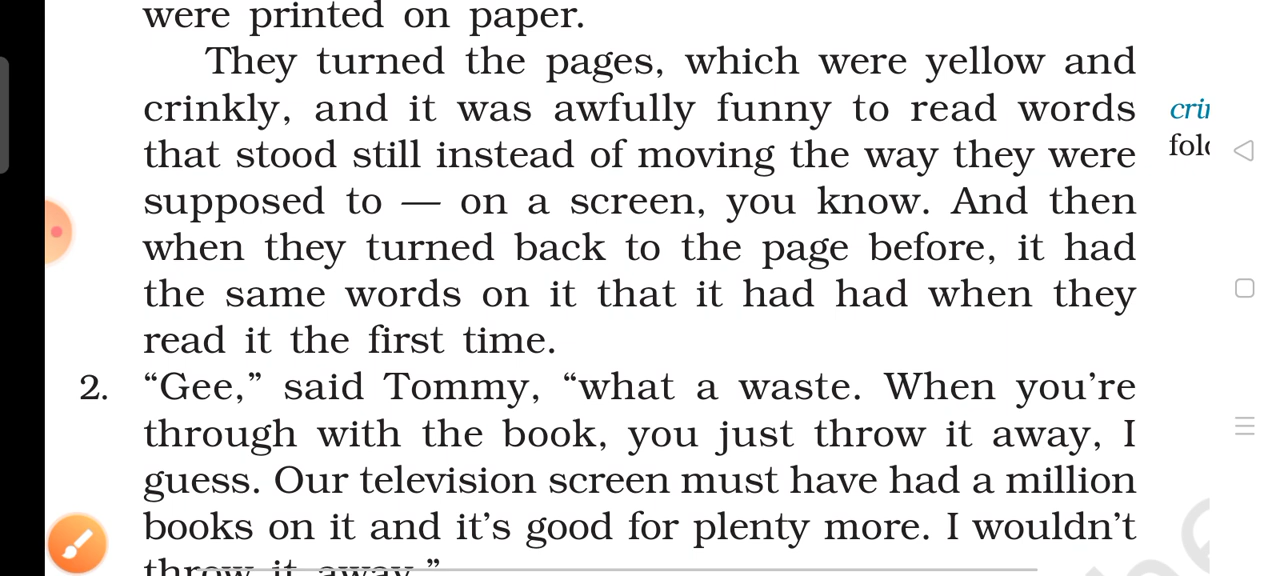 were printed on paper.
They turned the pages, which were yellow and
crinkly, and it was awfully funny to read words
that stood still instead of moving the way they were
supposed to — on a screen, you know. And then
when they turned back to the page before, it had
the same words on it that it had had when they
read it the first time.
2. “Gee,” said Tommy, “what a waste. When you’re
through with the book, you just throw it away, I
guess. Our television screen must have had a million
books on it and it’s good for plenty more. I wouldn’t
throw it away.”